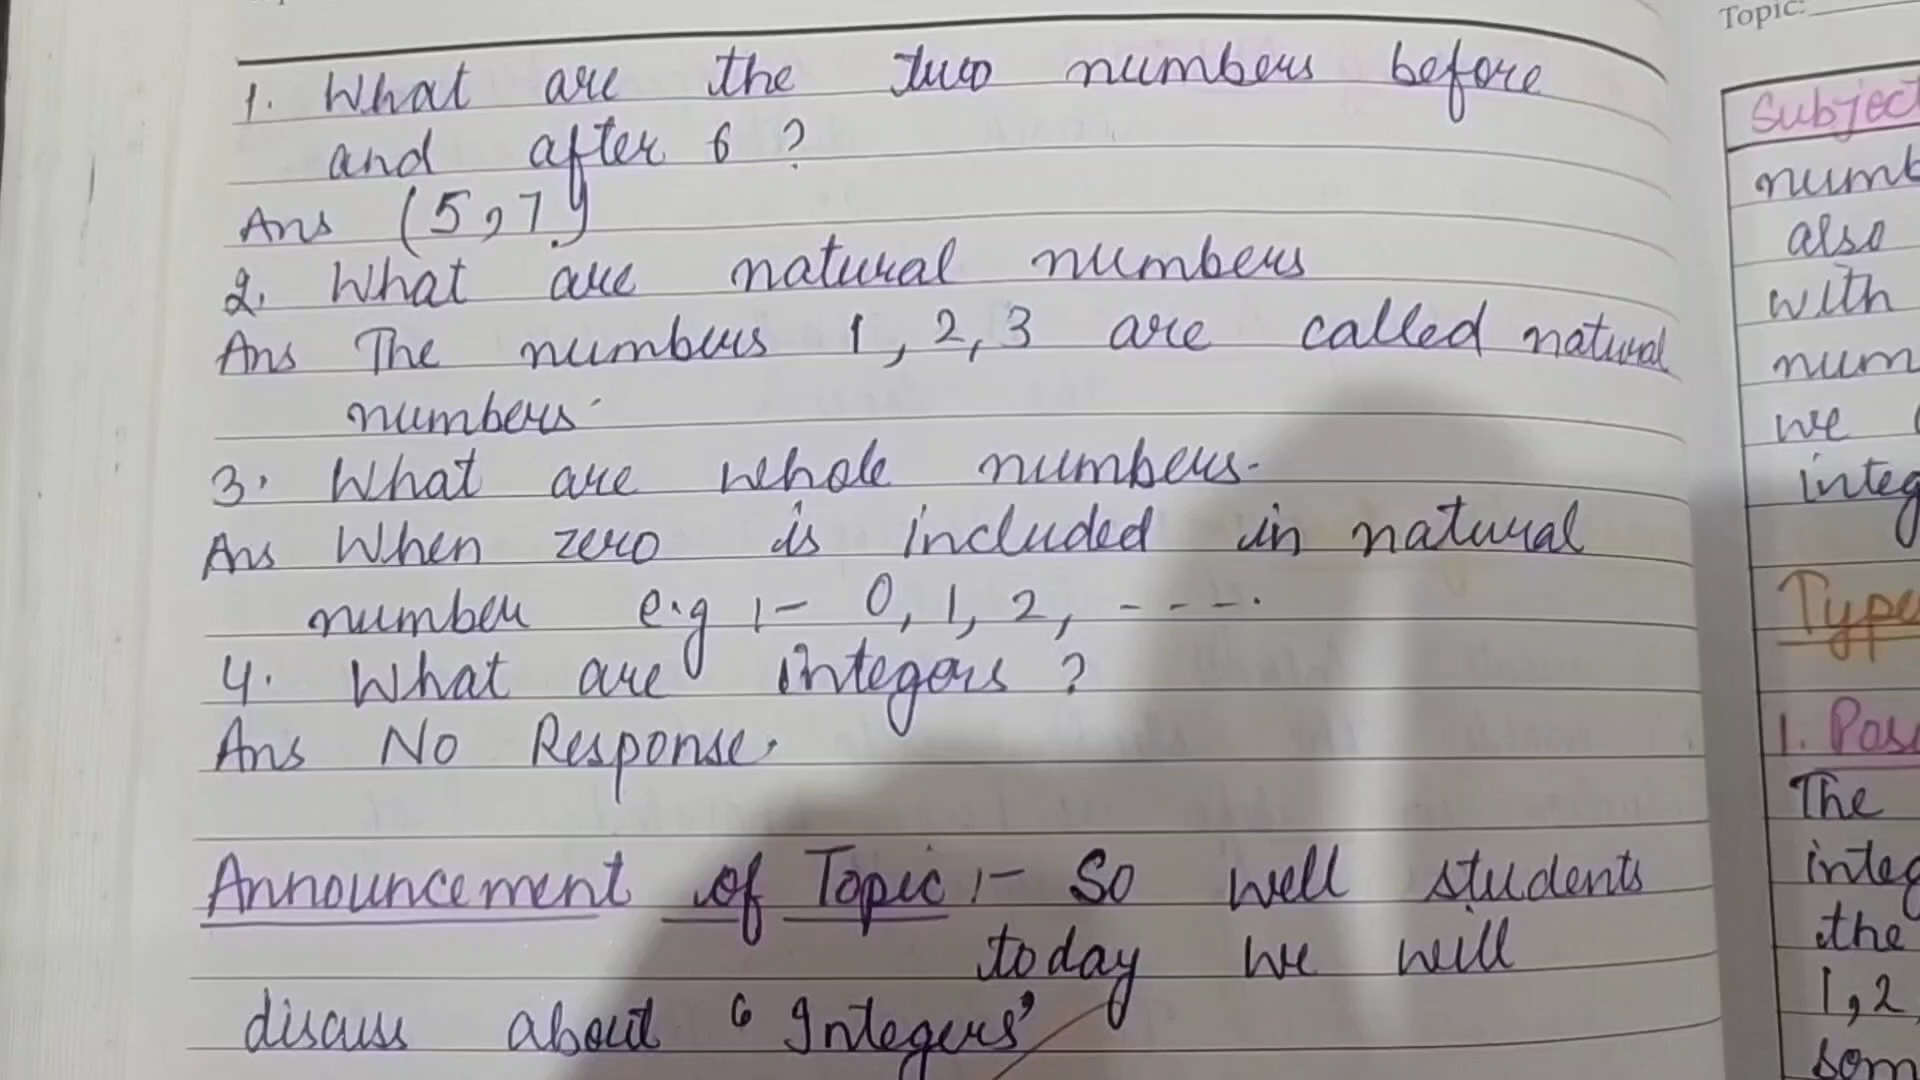 1. What are the two numbers before
and after 6 ?
Ans (5,7)
2. What are natural numbers
Ans The numbers 1, 2, 3 are called natural
numbers.
3. What are whole numbers.
Ans When zero is included in natural
number e.g :- 0, 1, 2, - - - .
4. What are integers ?
Ans No Response.
Announcement of Topic :- So well students
today we will
discuss about "Integers"
Topic:
Subject
numb
also
with
num
we
integ
Type
1. Posi
The
integ
the
1,2,
som